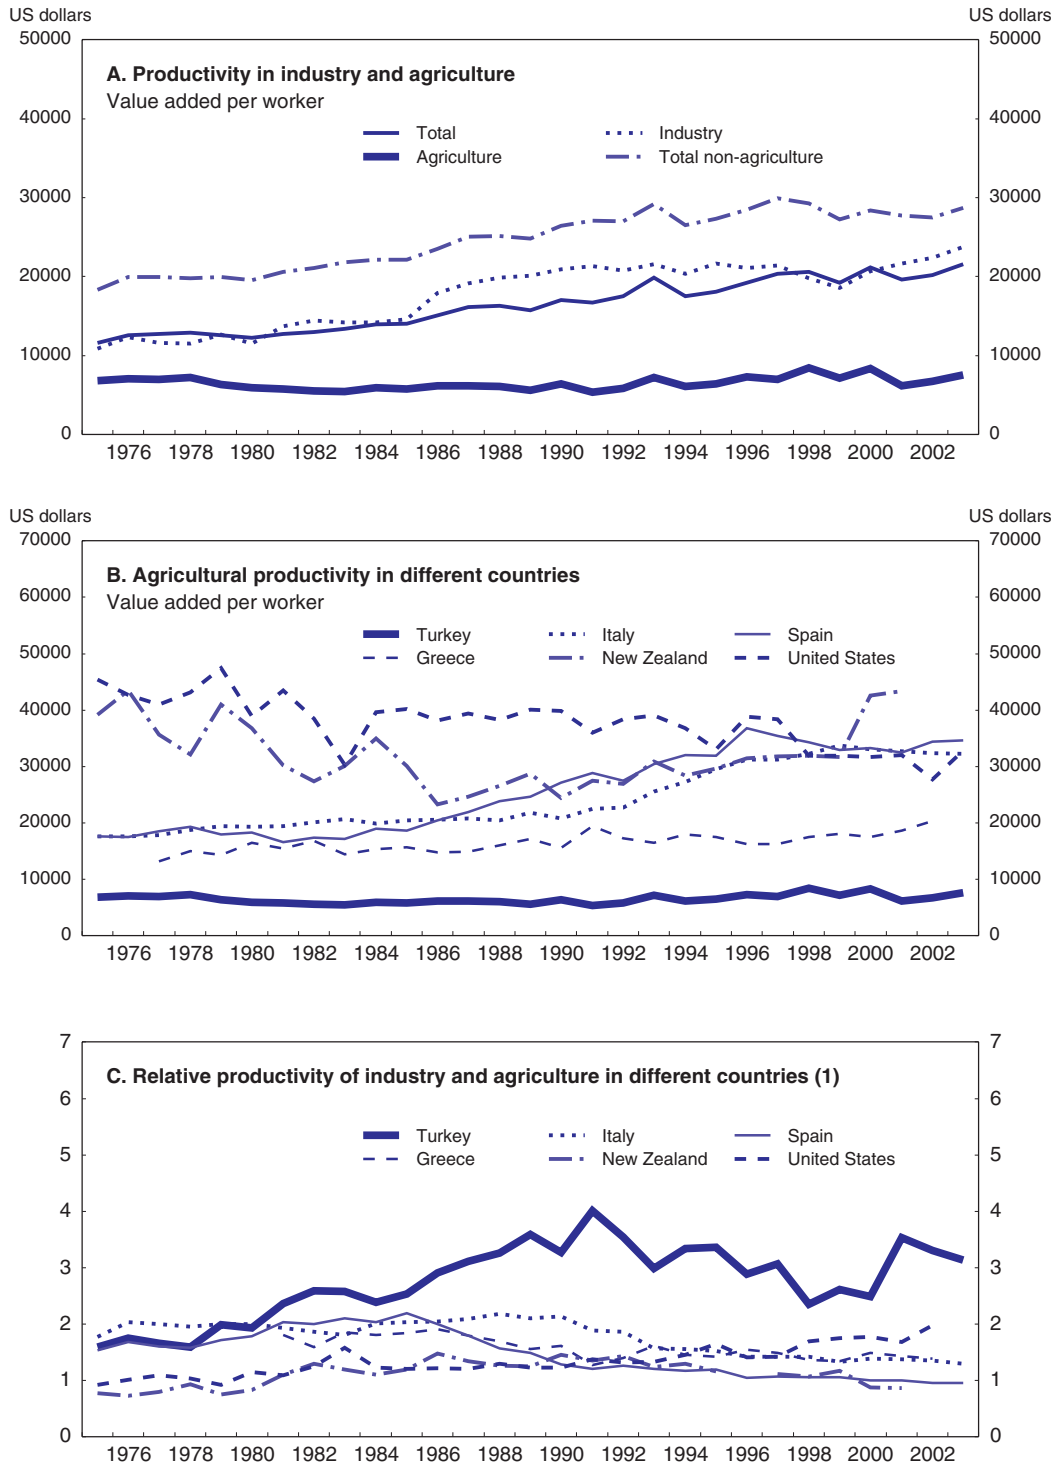 US dollars US dollars
50000 50000
A. Productivity in industry and agriculture
Value added per worker
40000 40000
Total Industry
Agriculture Total non-agriculture
30000 30000
20000 20000
10000 10000
0 0
1976 1978 1980 1982 1984 1986 1988 1990 1992 1994 1996 1998 2000 2002
US dollars US dollars
70000 70000
B. Agricultural productivity in different countries
60000 60000
Value added per worker
Turkey Italy Spain
50000 50000
Greece New Zealand United States
40000 40000
30000 30000
20000 20000
10000 10000
0 0
1976 1978 1980 1982 1984 1986 1988 1990 1992 1994 1996 1998 2000 2002
7 7
C. Relative productivity of industry and agriculture in different countries (1)
6 6
Turkey Italy Spain
5 5
Greece New Zealand United States
4 4
3 3
2 2
1 1
0 0
1976 1978 1980 1982 1984 1986 1988 1990 1992 1994 1996 1998 2000 2002